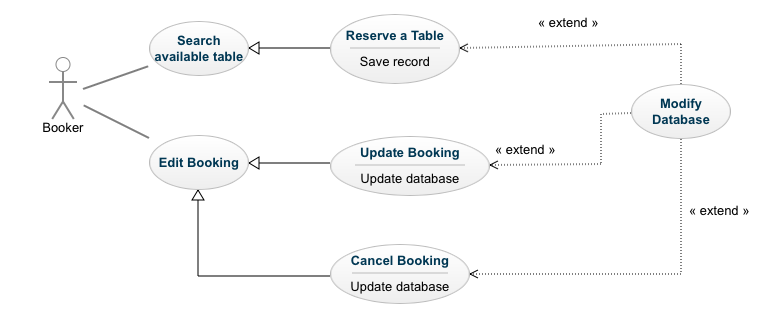 « extend »
Search
available table
Reserve a Table
Save record
Booker
Modify
Database
Edit Booking
Update Booking
Update database
« extend »
« extend »
Cancel Booking
Update database